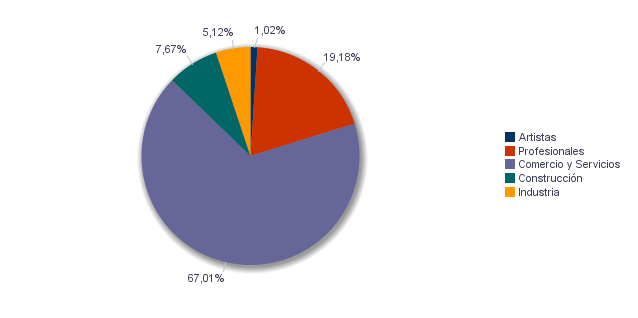 5,12%
1,02%
7,67%
19,18%
67,01%
Artistas
Profesionales
Comercio y Servicios
Construcción
Industria